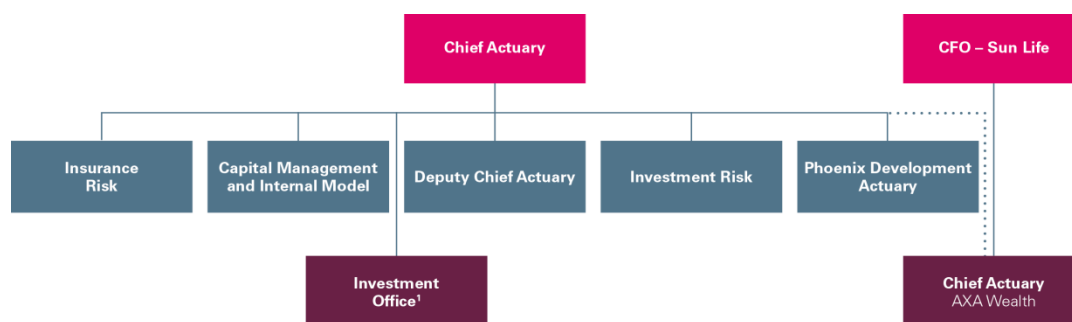 Chief Actuary
CFO – Sun Life
Insurance
Risk
Capital Management
and Internal Model
Deputy Chief Actuary
Investment Risk
Phoenix Development
Actuary
Investment
Office¹
Chief Actuary
AXA Wealth